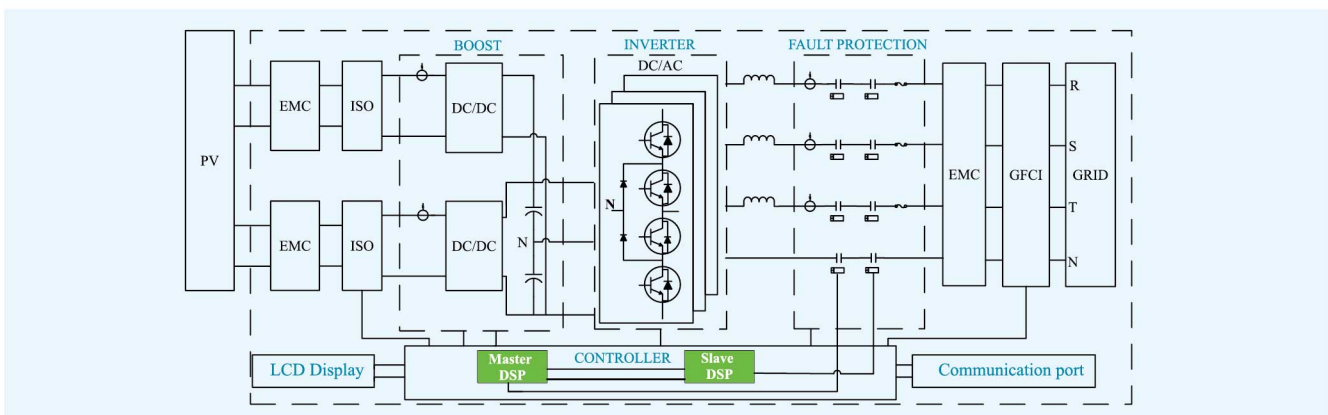 BOOST
INVERTER
FAULT PROTECTION
DC/AC
EMC
ISO
DC/DC
R
PV
S
EMC
GFCI
GRID
N
T
EMC
ISO
DC/DC
N
N
LCD Display
Master
DSP
CONTROLLER
Slave
DSP
Communication port